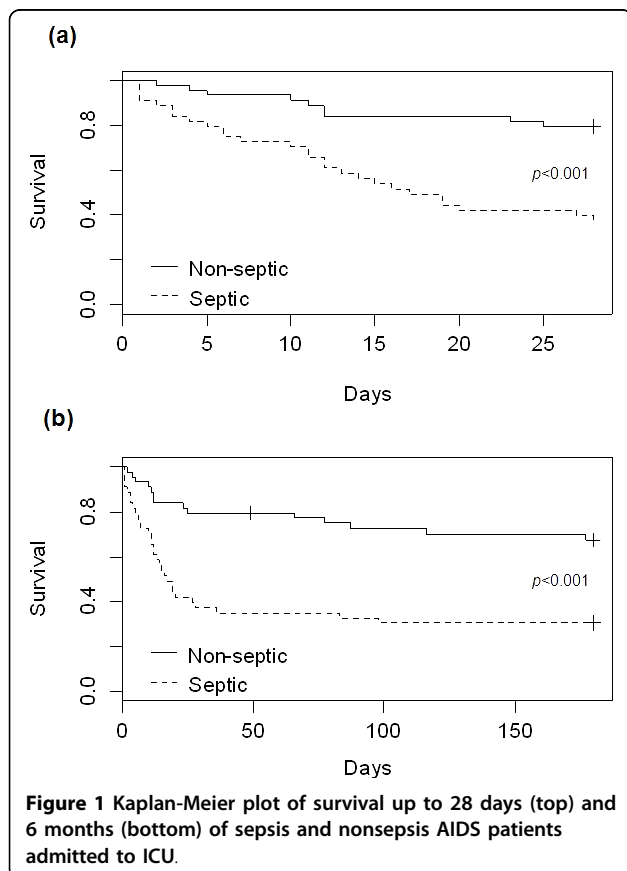 (a)
Survival
0.0 0.4 0.8
p<0.001
Non-septic
Septic
0 5 10 15 20 25
Days
(b)
Survival
0.0 0.4 0.8
p<0.001
Non-septic
Septic
0 50 100 150
Days
Figure 1 Kaplan-Meier plot of survival up to 28 days (top) and
6 months (bottom) of sepsis and nonsepsis AIDS patients
admitted to ICU.